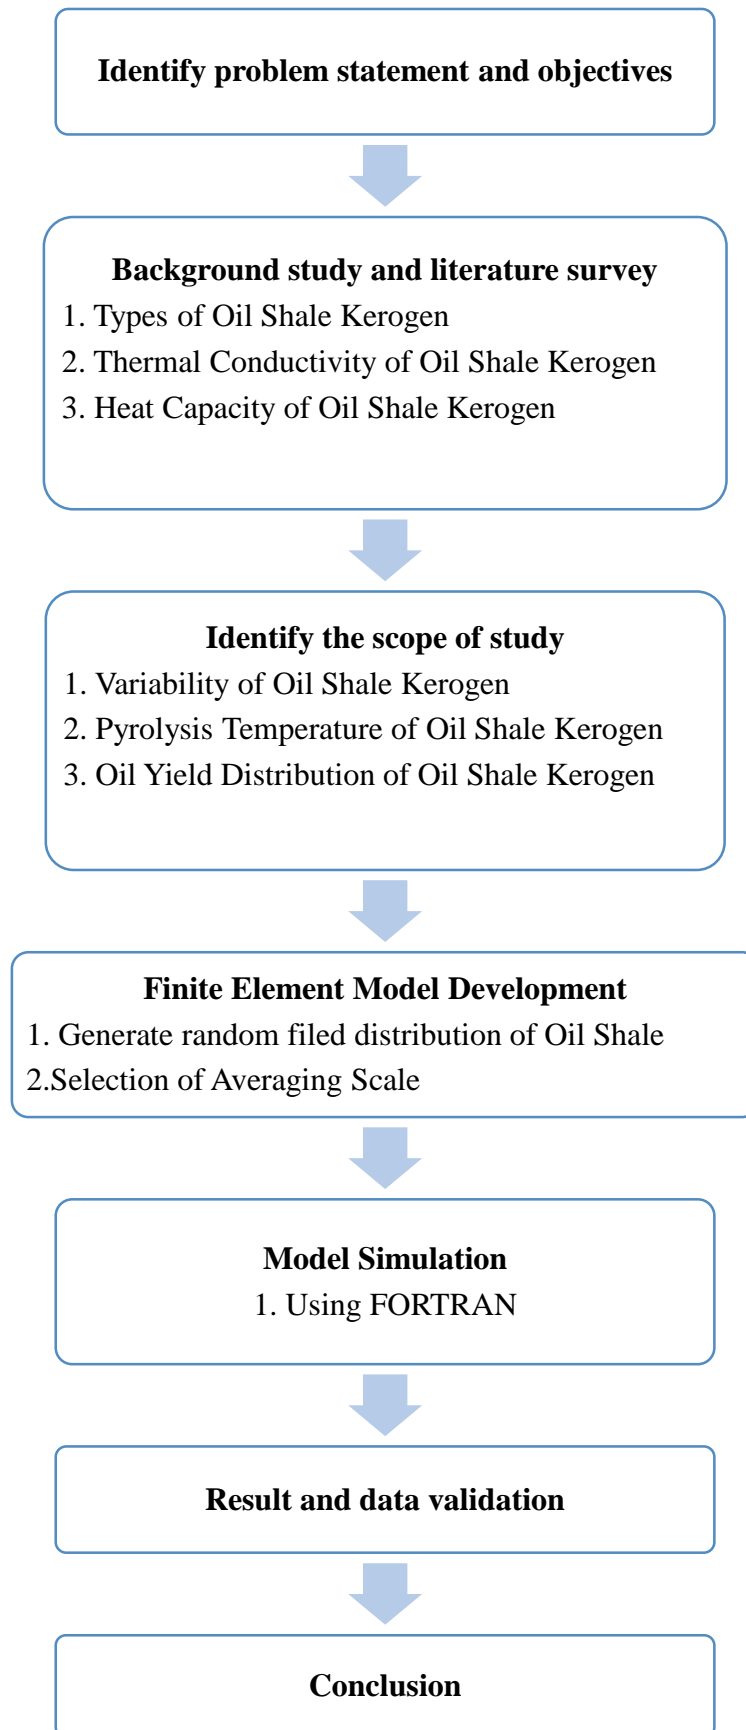 Identify problem statement and objectives
Background study and literature survey
1. Types of Oil Shale Kerogen
2. Thermal Conductivity of Oil Shale Kerogen
3. Heat Capacity of Oil Shale Kerogen
Identify the scope of study
1. Variability of Oil Shale Kerogen
2. Pyrolysis Temperature of Oil Shale Kerogen
3. Oil Yield Distribution of Oil Shale Kerogen
Finite Element Model Development
1. Generate random filed distribution of Oil Shale
2.Selection of Averaging Scale
Model Simulation
1. Using FORTRAN
Result and data validation
Conclusion